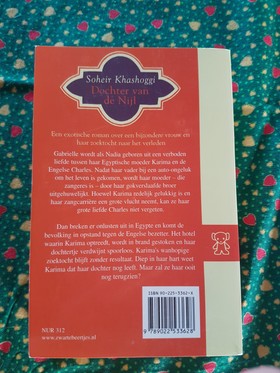 Soheir Khashoggi
Dochter van
de Nijl
Een exotische roman over een bijzondere vrouw en
haar zoektocht naar het verleden
Gabrielle wordt als Nadia geboren uit een verboden
liefde tussen haar Egyptische moeder Karima en de
Engelse Charles. Nadat haar vader bij een auto-ongeluk
om het leven is gekomen, wordt haar moeder – die
zangeres is – door haar gokverslaafde broer
uitgehuwelijkt. Hoewel Karima redelijk gelukkig is en
haar zangcarrière een grote vlucht neemt, kan ze haar
grote liefde Charles niet vergeten.
Dan breken er onlusten uit in Egypte en komt de
bevolking in opstand tegen de Engelse bezetter. Het hotel
waarin Karima optreedt, wordt in brand gestoken en haar
dochtertje verdwijnt spoorloos. Karima's wanhopige
zoektocht blijft zonder resultaat. Diep in haar hart weet
Karima dat haar dochter nog leeft. Maar zal ze haar ooit
nog terugzien?
ISBN 90-225-3362-X
9 789022 533628
NUR 312
www.zwartebeertjes.nl